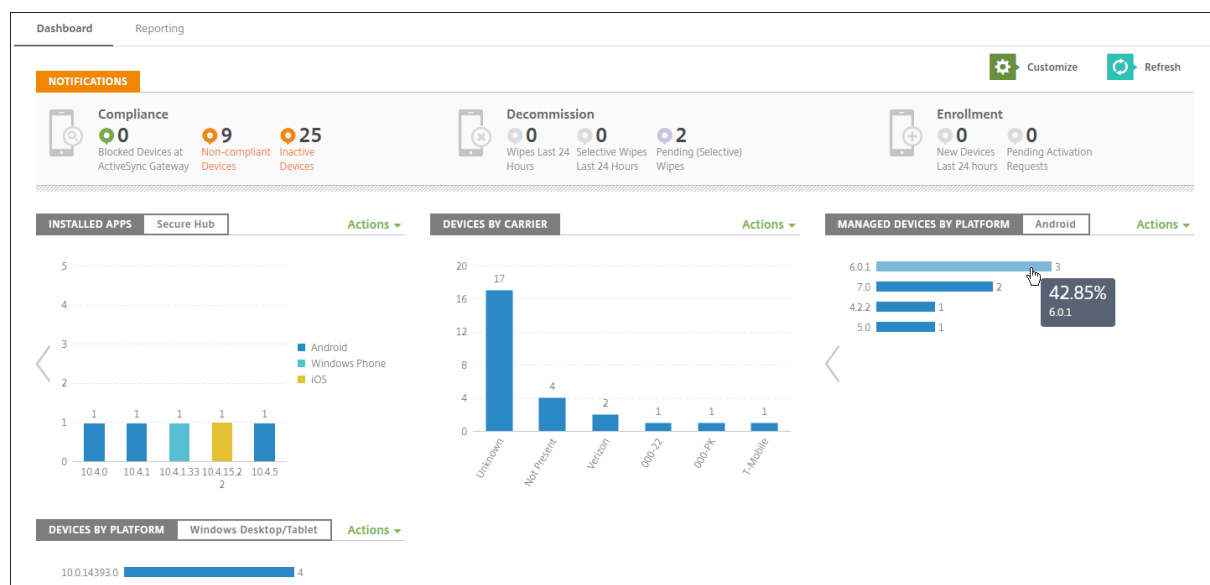 Dashboard Reporting
Customize Refresh
NOTIFICATIONS
Compliance
0 9 25
Blocked Devices at Non-compliant Inactive
ActiveSync Gateway Devices Devices
Decommission
0 0 2
Wipes Last 24 Selective Wipes Pending (Selective)
Hours Last 24 Hours Wipes
Enrollment
0 0
New Devices Pending Activation
Last 24 hours Requests
INSTALLED APPS Secure Hub Actions
5
4
3
2
1
0
1 1 1 1 1
10.4.0 10.4.1 10.4.1.33 10.4.15.2 10.4.5
2
Android
Windows Phone
iOS
DEVICES BY CARRIER Actions
20
16
12
8
4
0
17 4 2 1 1 1
Unknown Not Present Verizon 000-22 000-PK T-Mobile
MANAGED DEVICES BY PLATFORM Android Actions
6.0.1 3
7.0 2
4.2.2 1
5.0 1
42.85%
6.0.1
DEVICES BY PLATFORM Windows Desktop/Tablet Actions
10.0.14393.0 4